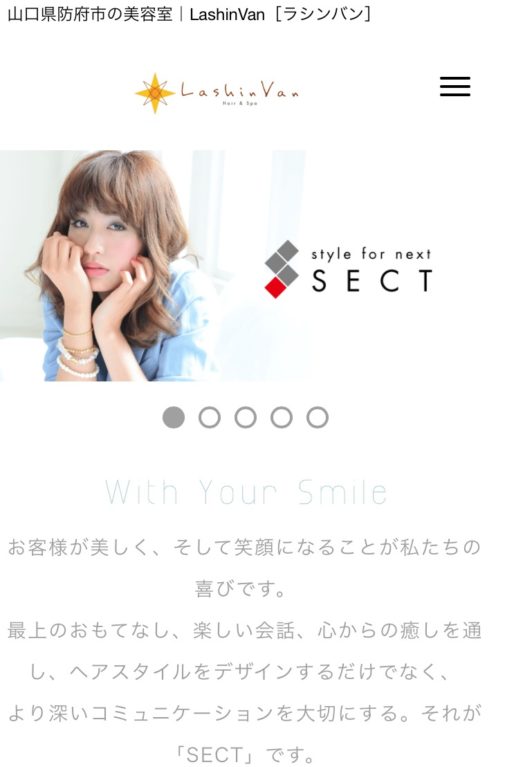 山口県防府市の美容室｜LashinVan［ラシンバン］
LashinVan
Hair & Spa
style for next
SECT
With Your Smile
お客様が美しく、そして笑顔になることが私たちの
喜びです。
最上のおもてなし、楽しい会話、心からの癒しを通
し、ヘアスタイルをデザインするだけでなく、
より深いコミュニケーションを大切にする。それが
「SECT」です。